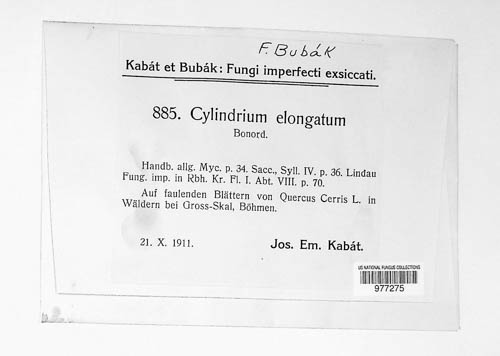 F. Bubák
Kabát et Bubák: Fungi imperfecti exsiccati.
885. Cylindrium elongatum
Bonord.
Handb. allg. Myc. p. 34. Sacc., Syll. IV. p. 36. Lindau
Fung. imp. in Rbh. Kr. Fl. I. Abt. VIII. p. 70.
Auf faulenden Blättern von Quercus Cerris L. in
Wäldern bei Gross-Skal, Böhmen.
21. X. 1911. Jos. Em. Kabát.
US NATIONAL FUNGUS COLLECTIONS
977275